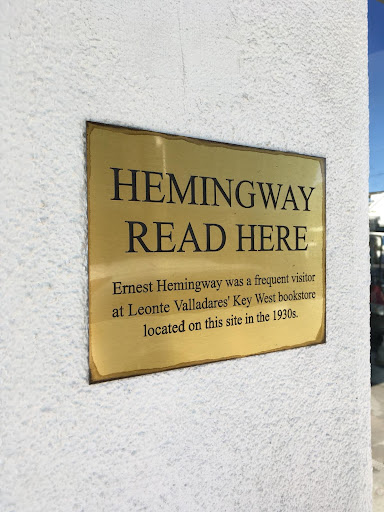 HEMINGWAY
READ HERE
Ernest Hemingway was a frequent visitor
at Leonte Valladares' Key West bookstore
located on this site in the 1930s.